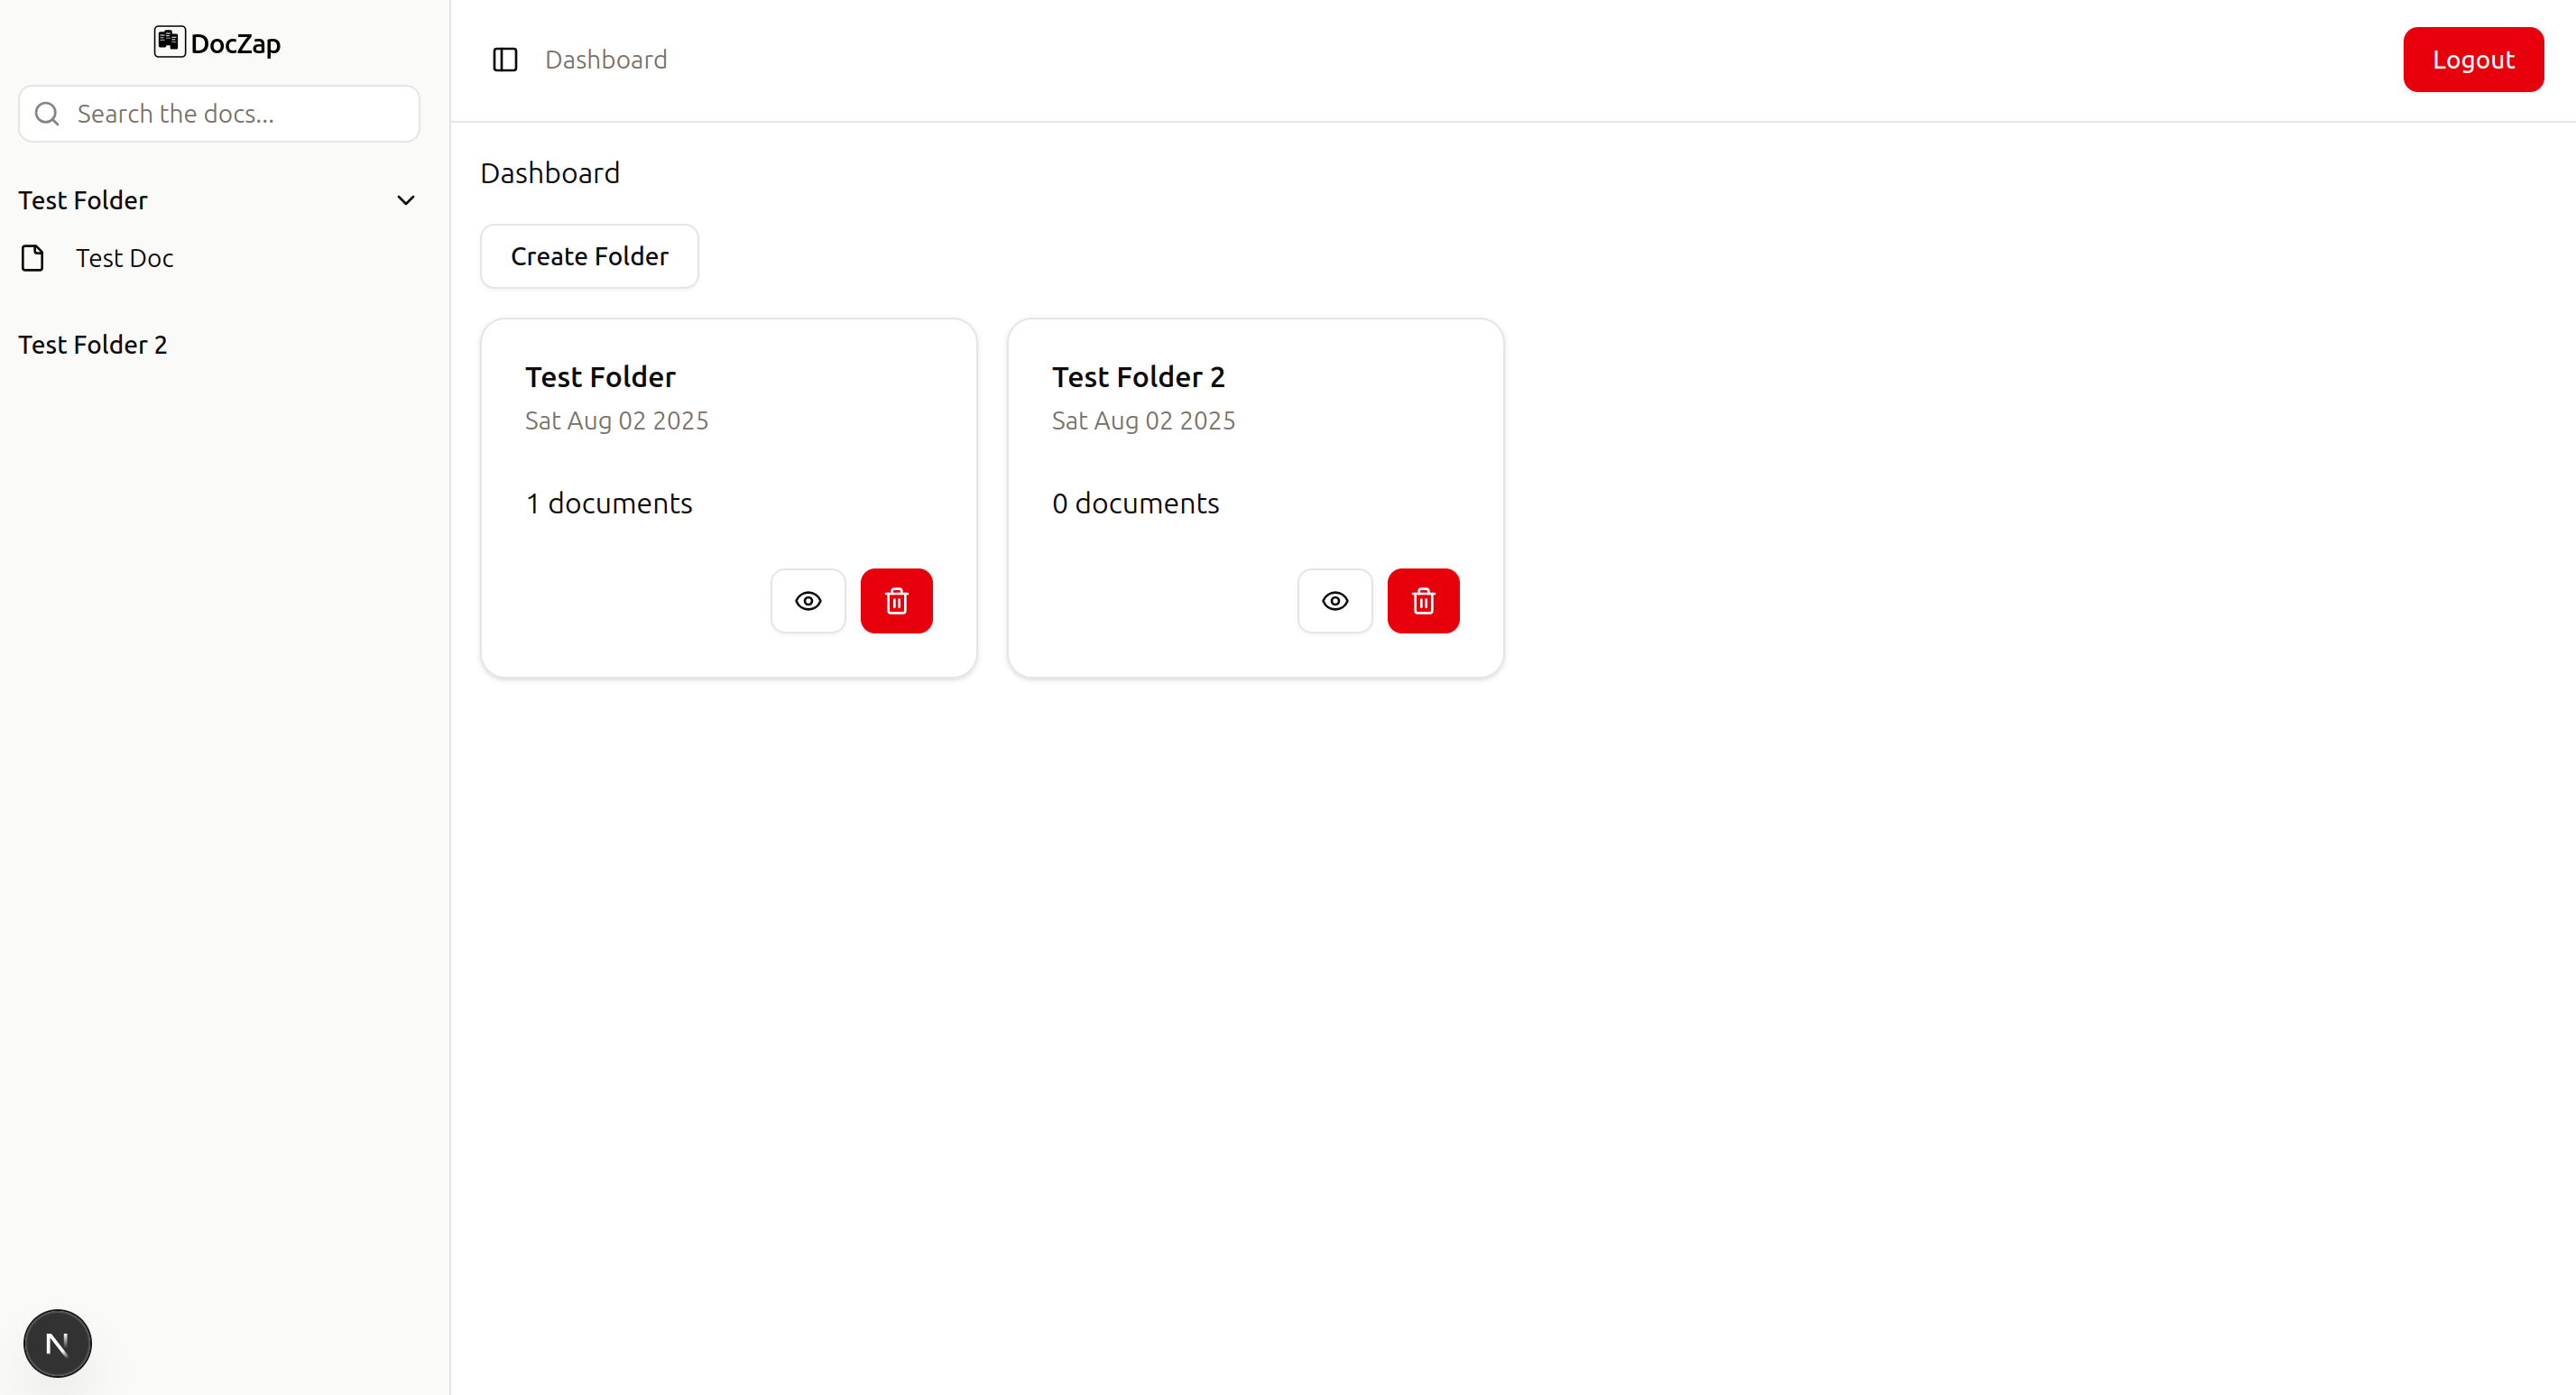 DocZap
Search the docs...
Test Folder
Test Doc
Test Folder 2
Dashboard
Logout
Dashboard
Create Folder
Test Folder
Sat Aug 02 2025
1 documents
Test Folder 2
Sat Aug 02 2025
0 documents
N